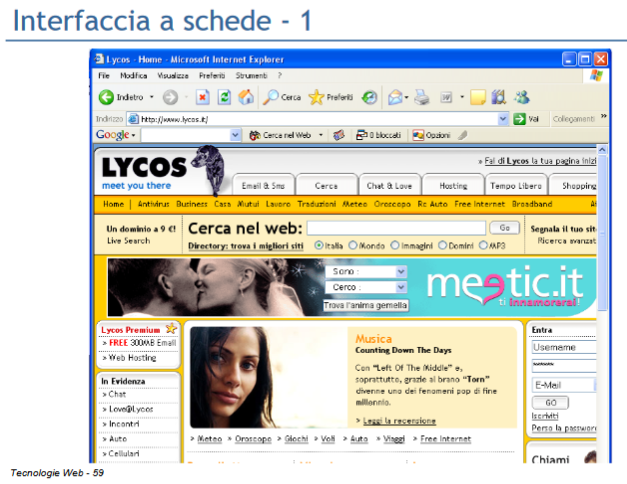 Interfaccia a schede - 1
Lycos - Home - Microsoft Internet Explorer
File Modifica Visualizza Preferiti Strumenti ?
Indietro Cerca Preferiti
Indirizzo http://www.lycos.it/ Vai Collegamenti »
Google Cerca nel Web 0 bloccati Opzioni
LYCOS
meet you there
» Fai di Lycos la tua pagina inizi
Email & Sms Cerca Chat & Love Hosting Tempo Libero Shopping
Home | Antivirus Business Casa Mutui Lavoro Traduzioni Meteo Oroscopo Rc Auto Free Internet Broadband
Un dominio a 9 €!
Live Search
Cerca nel web: Go
Directory: trova i migliori siti Italia Mondo Immagini Domini MP3
Segnala il tuo sit
Ricerca avanzat
Sono :
Cerco :
Trova l'anima gemella
meetic.it
ti innamorerai!
Lycos Premium
> FREE 300MB Email
> Web Hosting
In Evidenza
> Chat
> Love@Lycos
> Incontri
> Auto
> Cellulari
Musica
Counting Down The Days
Con "Left Of The Middle" e,
soprattutto, grazie al brano "Torn"
divenne uno dei fenomeni pop di fine
millennio.
> Leggi la recensione
> Meteo > Oroscopo > Giochi > Voli > Auto > Viaggi > Free Internet
Entra
Username
********
E-Mail
GO
Iscriviti
Perso la password
Chiami
Tecnologie Web - 59